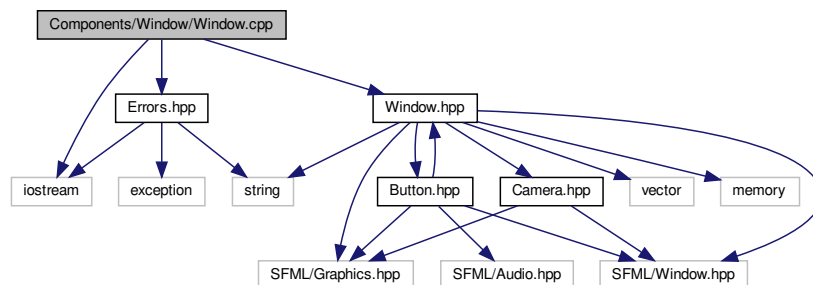 Components/Window/Window.cpp
Errors.hpp
Window.hpp
iostream
exception
string
Button.hpp
Camera.hpp
vector
memory
SFML/Graphics.hpp
SFML/Audio.hpp
SFML/Window.hpp